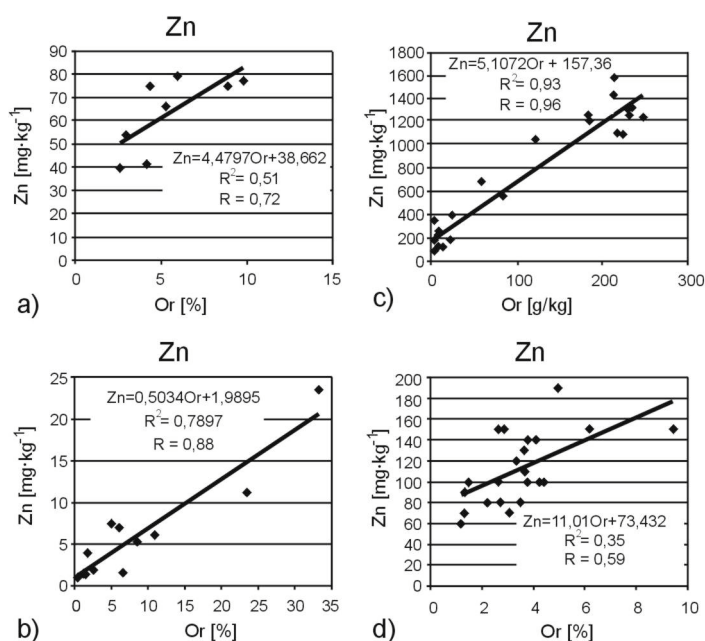 Zn
Zn [mg·kg⁻¹]
90
80
70
60
50
40
30
20
10
0
Zn=4,4797Or+38,662
R²=0,51
R = 0,72
0 5 10 15
Or [%]
a)
Zn
Zn [mg·kg⁻¹]
1800
1600
1400
1200
1000
800
600
400
200
0
Zn=5,1072Or + 157,36
R²= 0,93
R = 0,96
0 100 200 300
Or [g/kg]
c)
Zn
Zn [mg·kg⁻¹]
25
20
15
10
5
0
Zn=0,5034Or+1,9895
R²= 0,7897
R = 0,88
0 5 10 15 20 25 30 35
Or [%]
b)
Zn
Zn [mg·kg⁻¹]
200
180
160
140
120
100
80
60
40
20
0
Zn=11,01Or+73,432
R²= 0,35
R = 0,59
0 2 4 6 8 10
Or [%]
d)